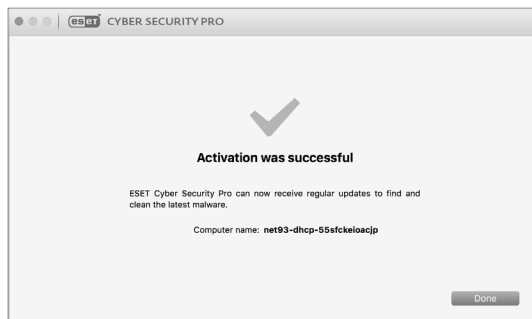 eset CYBER SECURITY PRO
Activation was successful
ESET Cyber Security Pro can now receive regular updates to find and
clean the latest malware.
Computer name: net93-dhcp-55sfckeioacjp
Done